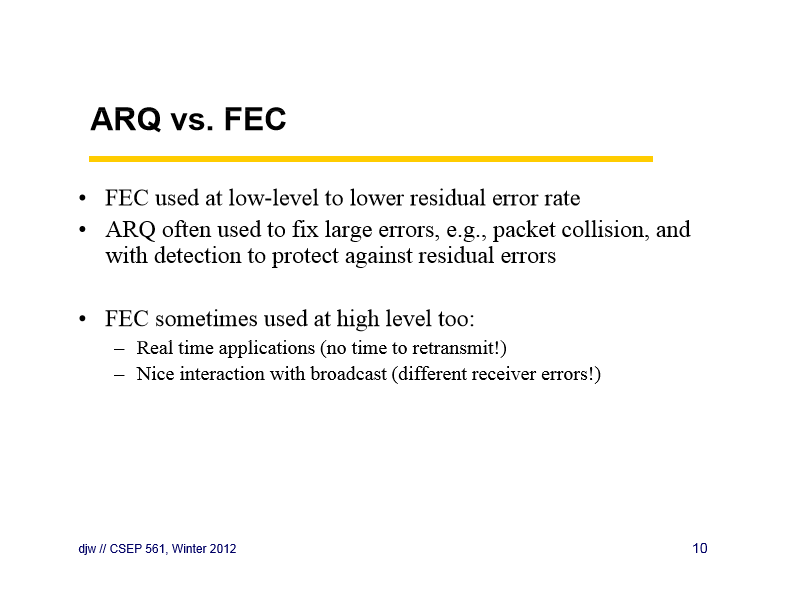 ARQ vs. FEC
• FEC used at low-level to lower residual error rate
• ARQ often used to fix large errors, e.g., packet collision, and
with detection to protect against residual errors
• FEC sometimes used at high level too:
– Real time applications (no time to retransmit!)
– Nice interaction with broadcast (different receiver errors!)
djw // CSEP 561, Winter 2012
10